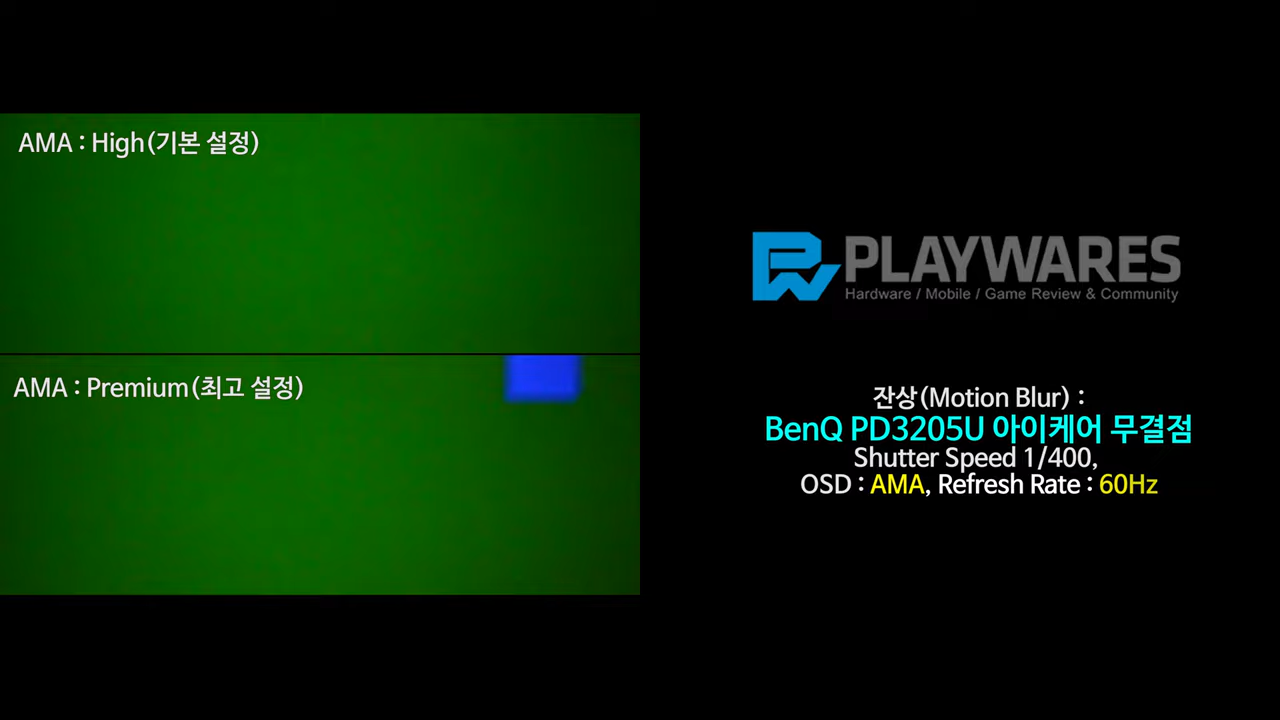 AMA : High(기본 설정)
AMA : Premium(최고 설정)
PLAYWARES
Hardware / Mobile / Game Review & Community
잔상(Motion Blur) :
BenQ PD3205U 아이케어 무결점
Shutter Speed 1/400,
OSD : AMA, Refresh Rate : 60Hz